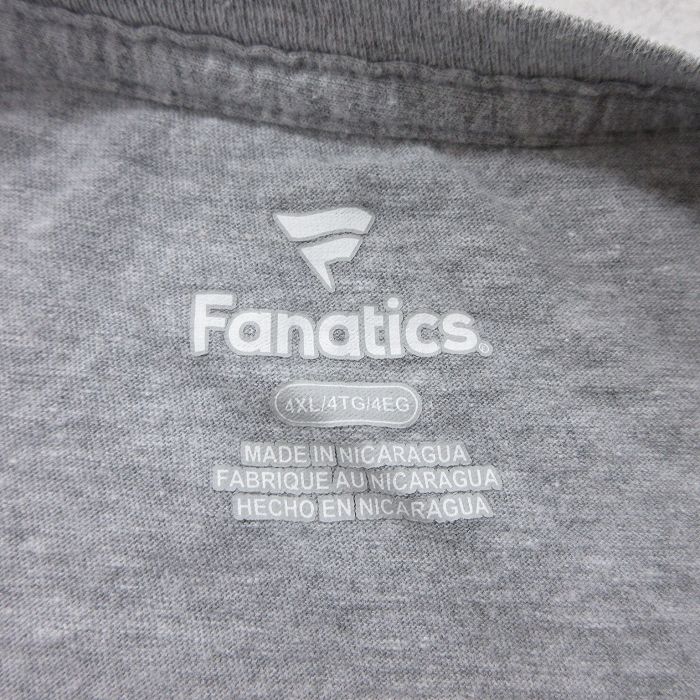 Fanatics®
4XL/4TG/4EG
MADE IN NICARAGUA
FABRIQUE AU NICARAGUA
HECHO EN NICARAGUA